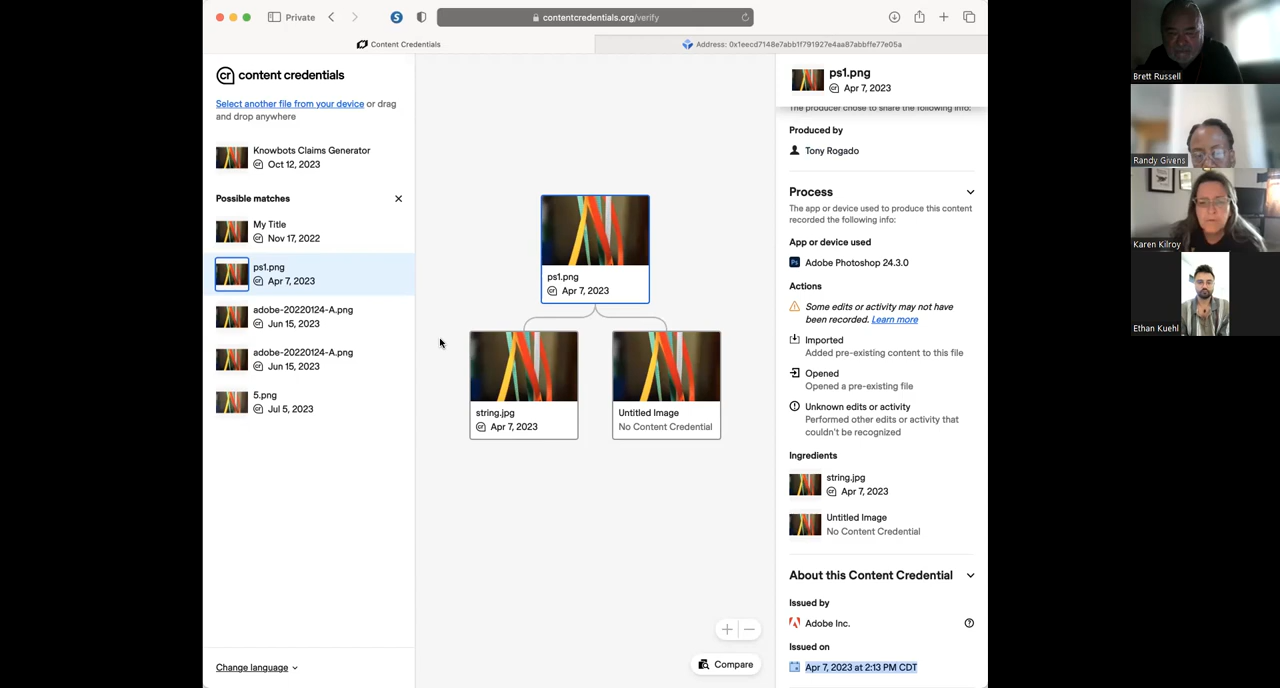 Private
contentcredentials.org/verify
Content Credentials
Address: 0x1eecd7148e7abb1f791927e4aa87abbffe77e05a
cr content credentials
Select another file from your device or drag
and drop anywhere
Knowbots Claims Generator
Oct 12, 2023
Possible matches
My Title
Nov 17, 2022
ps1.png
Apr 7, 2023
adobe-20220124-A.png
Jun 15, 2023
adobe-20220124-A.png
Jun 15, 2023
5.png
Jul 5, 2023
Change language
ps1.png
Apr 7, 2023
string.jpg
Apr 7, 2023
Untitled Image
No Content Credential
Compare
ps1.png
Apr 7, 2023
The producer chose to share the following info:
Produced by
Tony Rogado
Process
The app or device used to produce this content
recorded the following info:
App or device used
Ps Adobe Photoshop 24.3.0
Actions
Some edits or activity may not have
been recorded. Learn more
Imported
Added pre-existing content to this file
Opened
Opened a pre-existing file
Unknown edits or activity
Performed other edits or activity that
couldn't be recognized
Ingredients
string.jpg
Apr 7, 2023
Untitled Image
No Content Credential
About this Content Credential
Issued by
Adobe Inc.
Issued on
Apr 7, 2023 at 2:13 PM CDT
Brett Russell
Randy Givens
Karen Kilroy
Ethan Kuehl